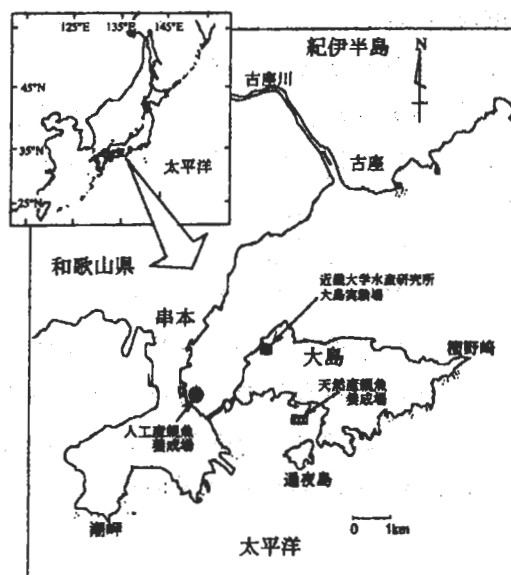 125°E 135°E 145°E
45°N
35°N
25°N
太平洋
紀伊半島
N
古座川
古座
和歌山県
串本
近畿大学水産研究所
大島実験場
大島
樫野崎
天然産親魚
養成場
人工産親魚
養成場
通夜島
潮岬
0 1km
太平洋